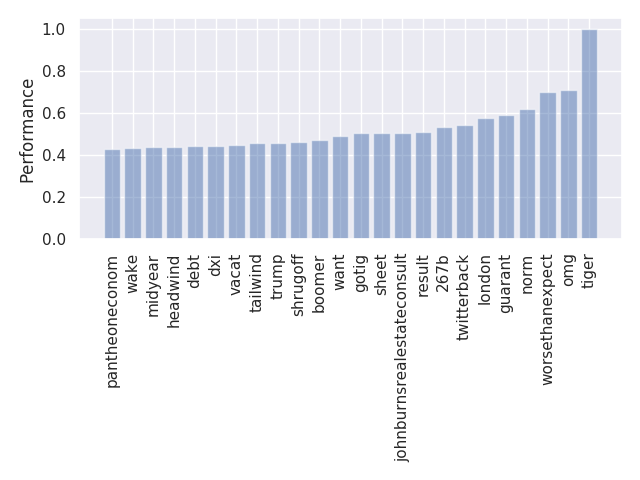 1.0
0.8
0.6
0.4
0.2
0.0
Performance
pantheoneconom
wake
midyear
headwind
debt
dxi
vacat
tailwind
trump
shrugoff
boomer
want
gotig
sheet
johnburnsrealestateconsult
result
267b
twitterback
london
guarant
norm
worsethanexpect
omg
tiger